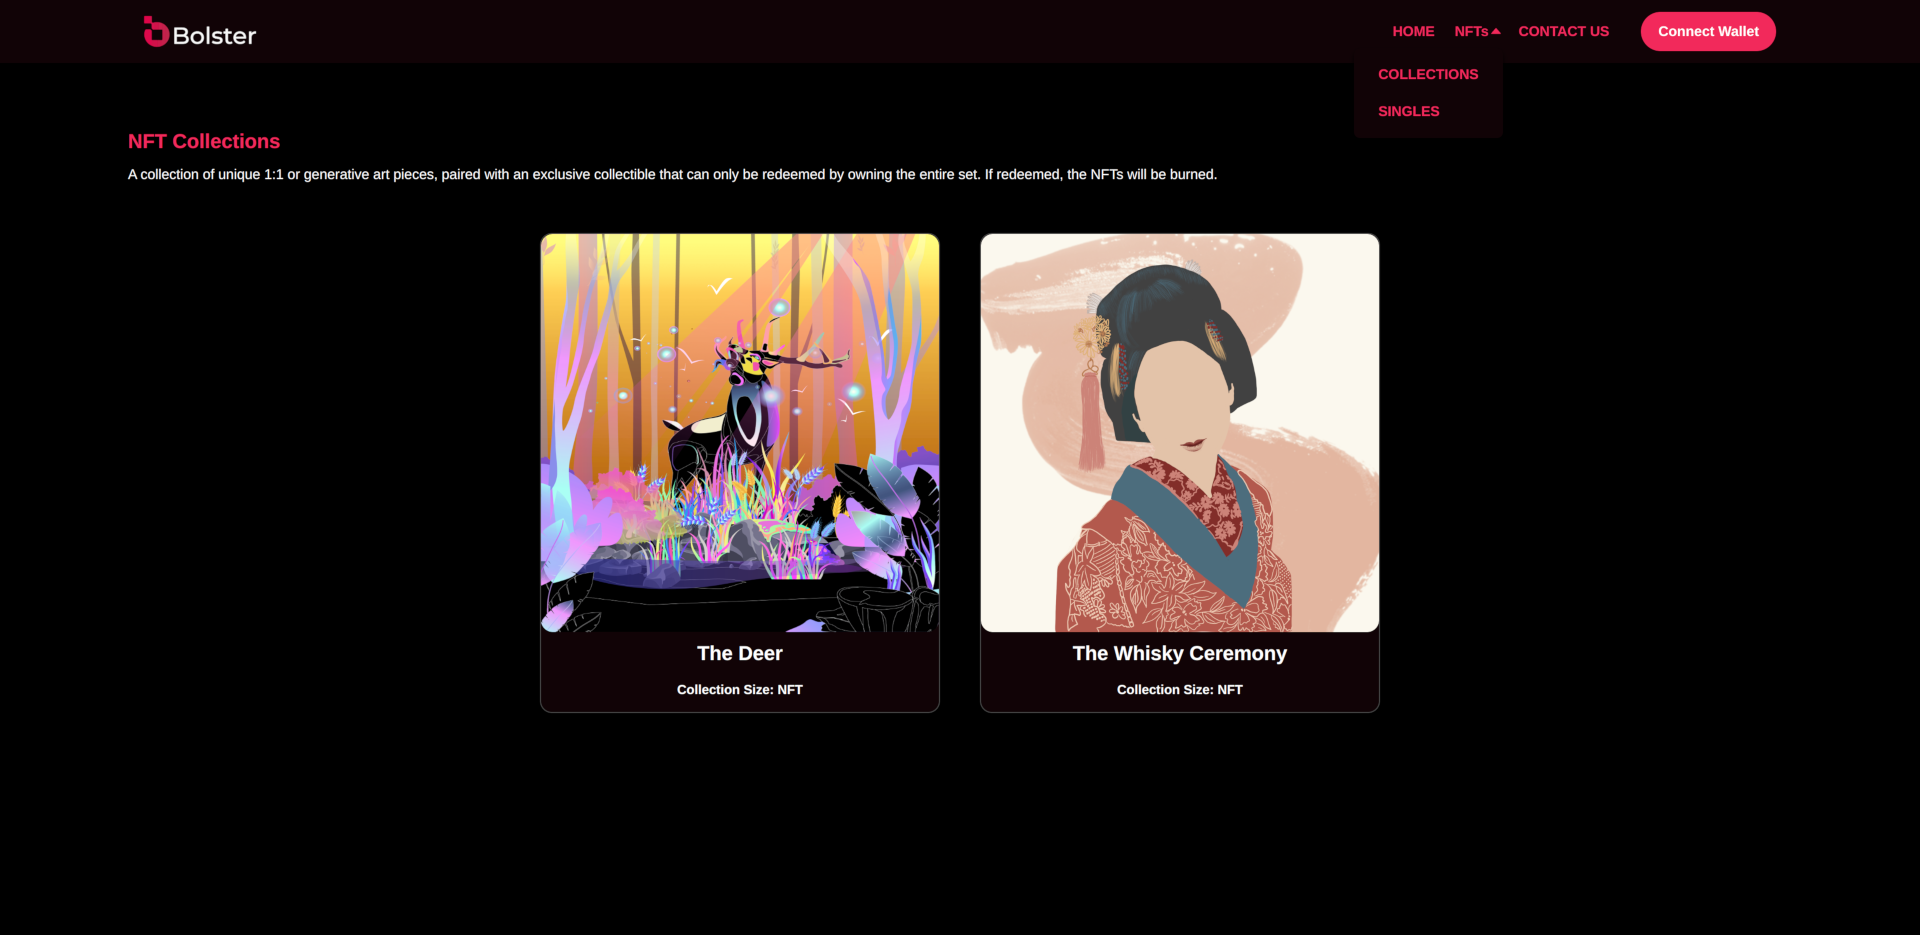 Bolster
HOME NFTs CONTACT US Connect Wallet
COLLECTIONS
SINGLES
NFT Collections
A collection of unique 1:1 or generative art pieces, paired with an exclusive collectible that can only be redeemed by owning the entire set. If redeemed, the NFTs will be burned.
The Deer
Collection Size: NFT
The Whisky Ceremony
Collection Size: NFT